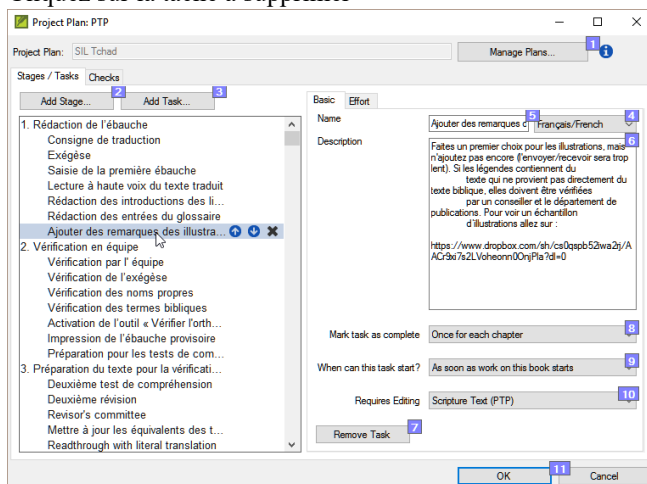 Cliquez sur la tâche à supprimer
Project Plan: PTP
Project Plan: SIL Tchad
Manage Plans...
1
Stages / Tasks Checks
Add Stage...
2
Add Task...
3
1. Rédaction de l'ébauche
Consigne de traduction
Exégèse
Saisie de la première ébauche
Lecture à haute voix du texte traduit
Rédaction des introductions des li...
Rédaction des entrées du glossaire
Ajouter des remarques des illustra...
2. Vérification en équipe
Vérification par l' équipe
Vérification de l'exégèse
Vérification des noms propres
Vérification des termes bibliques
Activation de l'outil « Vérifier l'orth...
Impression de l'ébauche provisoire
Préparation pour les tests de com...
3. Préparation du texte pour la vérificati...
Deuxième test de compréhension
Deuxième révision
Revisor's committee
Mettre à jour les équivalents des t...
Readthrough with literal translation
Basic Effort
Name
Ajouter des remarques d
5
Français/French
4
Description
6
Faites un premier choix pour les illustrations, mais
n'ajoutez pas encore (l'envoyer/recevoir sera trop
lent). Si les légendes contiennent du
texte qui ne provient pas directement du
texte biblique, elles doivent être vérifiées
par un conseiller et le département de
publications. Pour voir un échantillon
d'illustrations allez sur :
https://www.dropbox.com/sh/cs0qspb52iwa2rj/A
ACr9xi7s2LVoheonn0OnjPla?dl=0
Mark task as complete Once for each chapter
8
When can this task start? As soon as work on this book starts
9
Requires Editing Scripture Text (PTP)
10
Remove Task
7
OK
11
Cancel